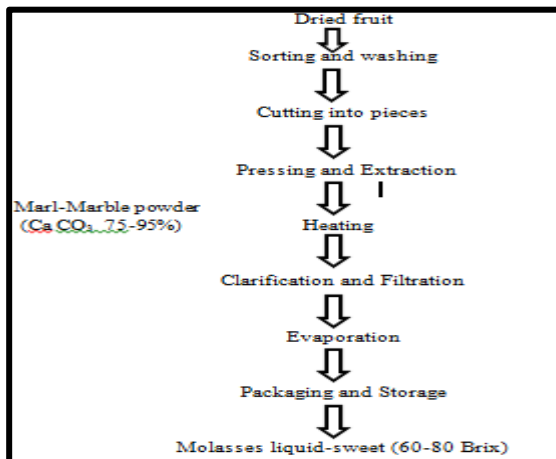 Dried fruit
Sorting and washing
Cutting into pieces
Pressing and Extraction
Marl-Marble powder
(Ca CO₃ 75-95%)
Heating
Clarification and Filtration
Evaporation
Packaging and Storage
Molasses liquid-sweet (60-80 Brix)